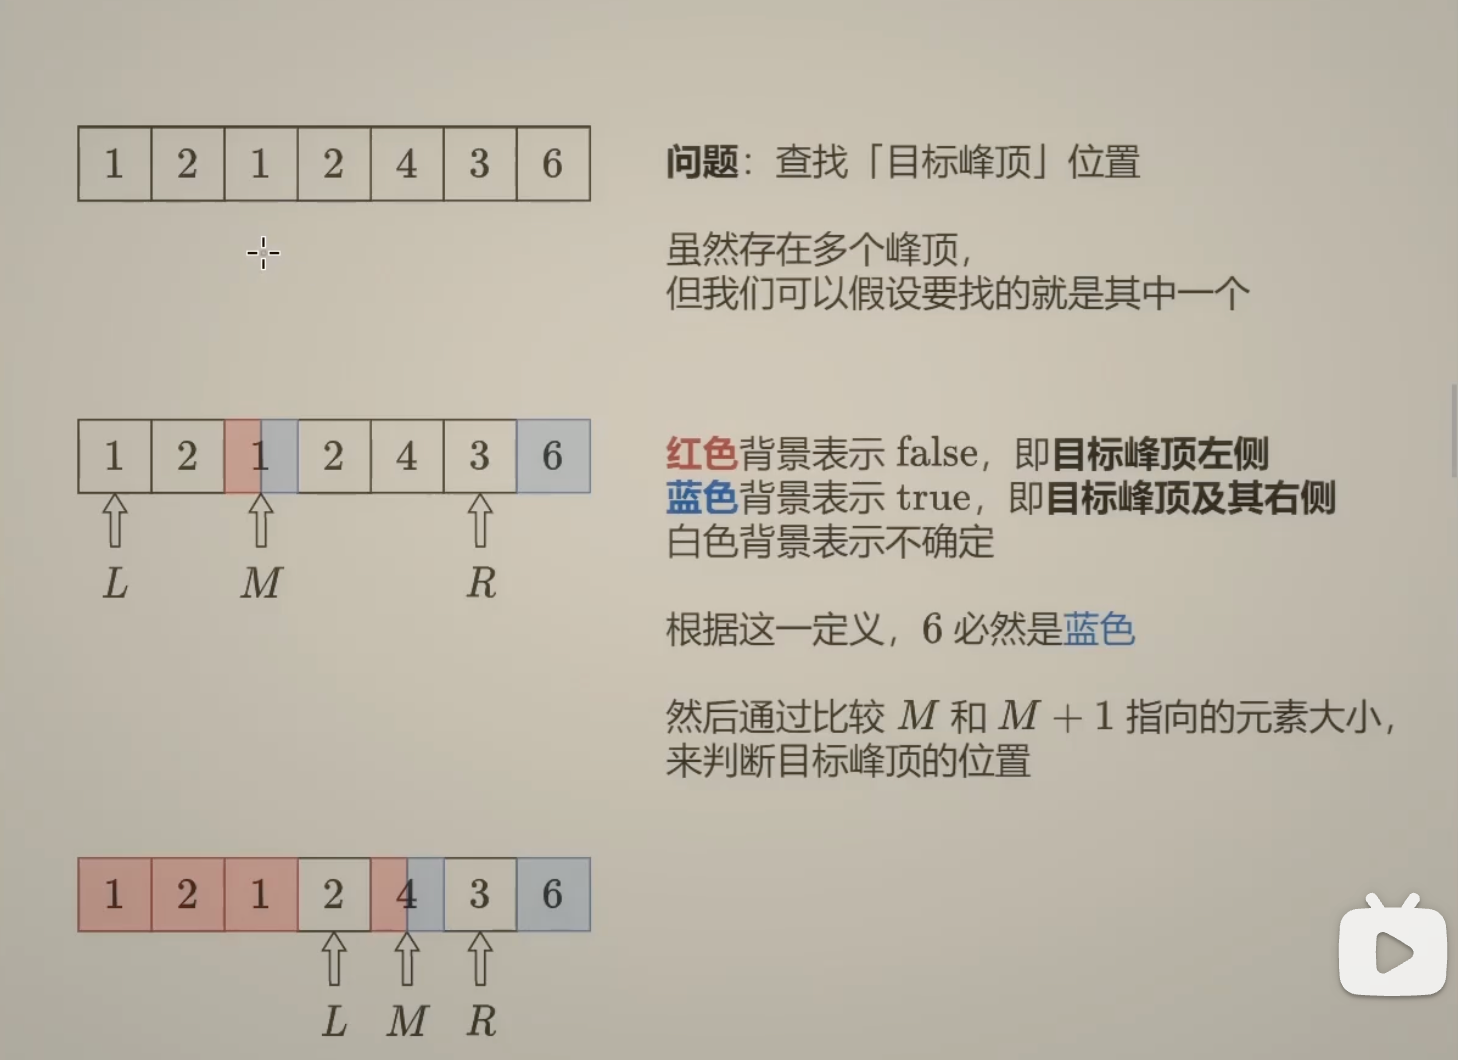 1 2 1 2 4 3 6
问题：查找「目标峰顶」位置
虽然存在多个峰顶，
但我们可以假设要找的就是其中一个
1 2 1 2 4 3 6
L M R
红色背景表示 false，即目标峰顶左侧
蓝色背景表示 true，即目标峰顶及其右侧
白色背景表示不确定
根据这一定义，6 必然是蓝色
然后通过比较 M 和 M + 1 指向的元素大小，
来判断目标峰顶的位置
1 2 1 2 4 3 6
L M R